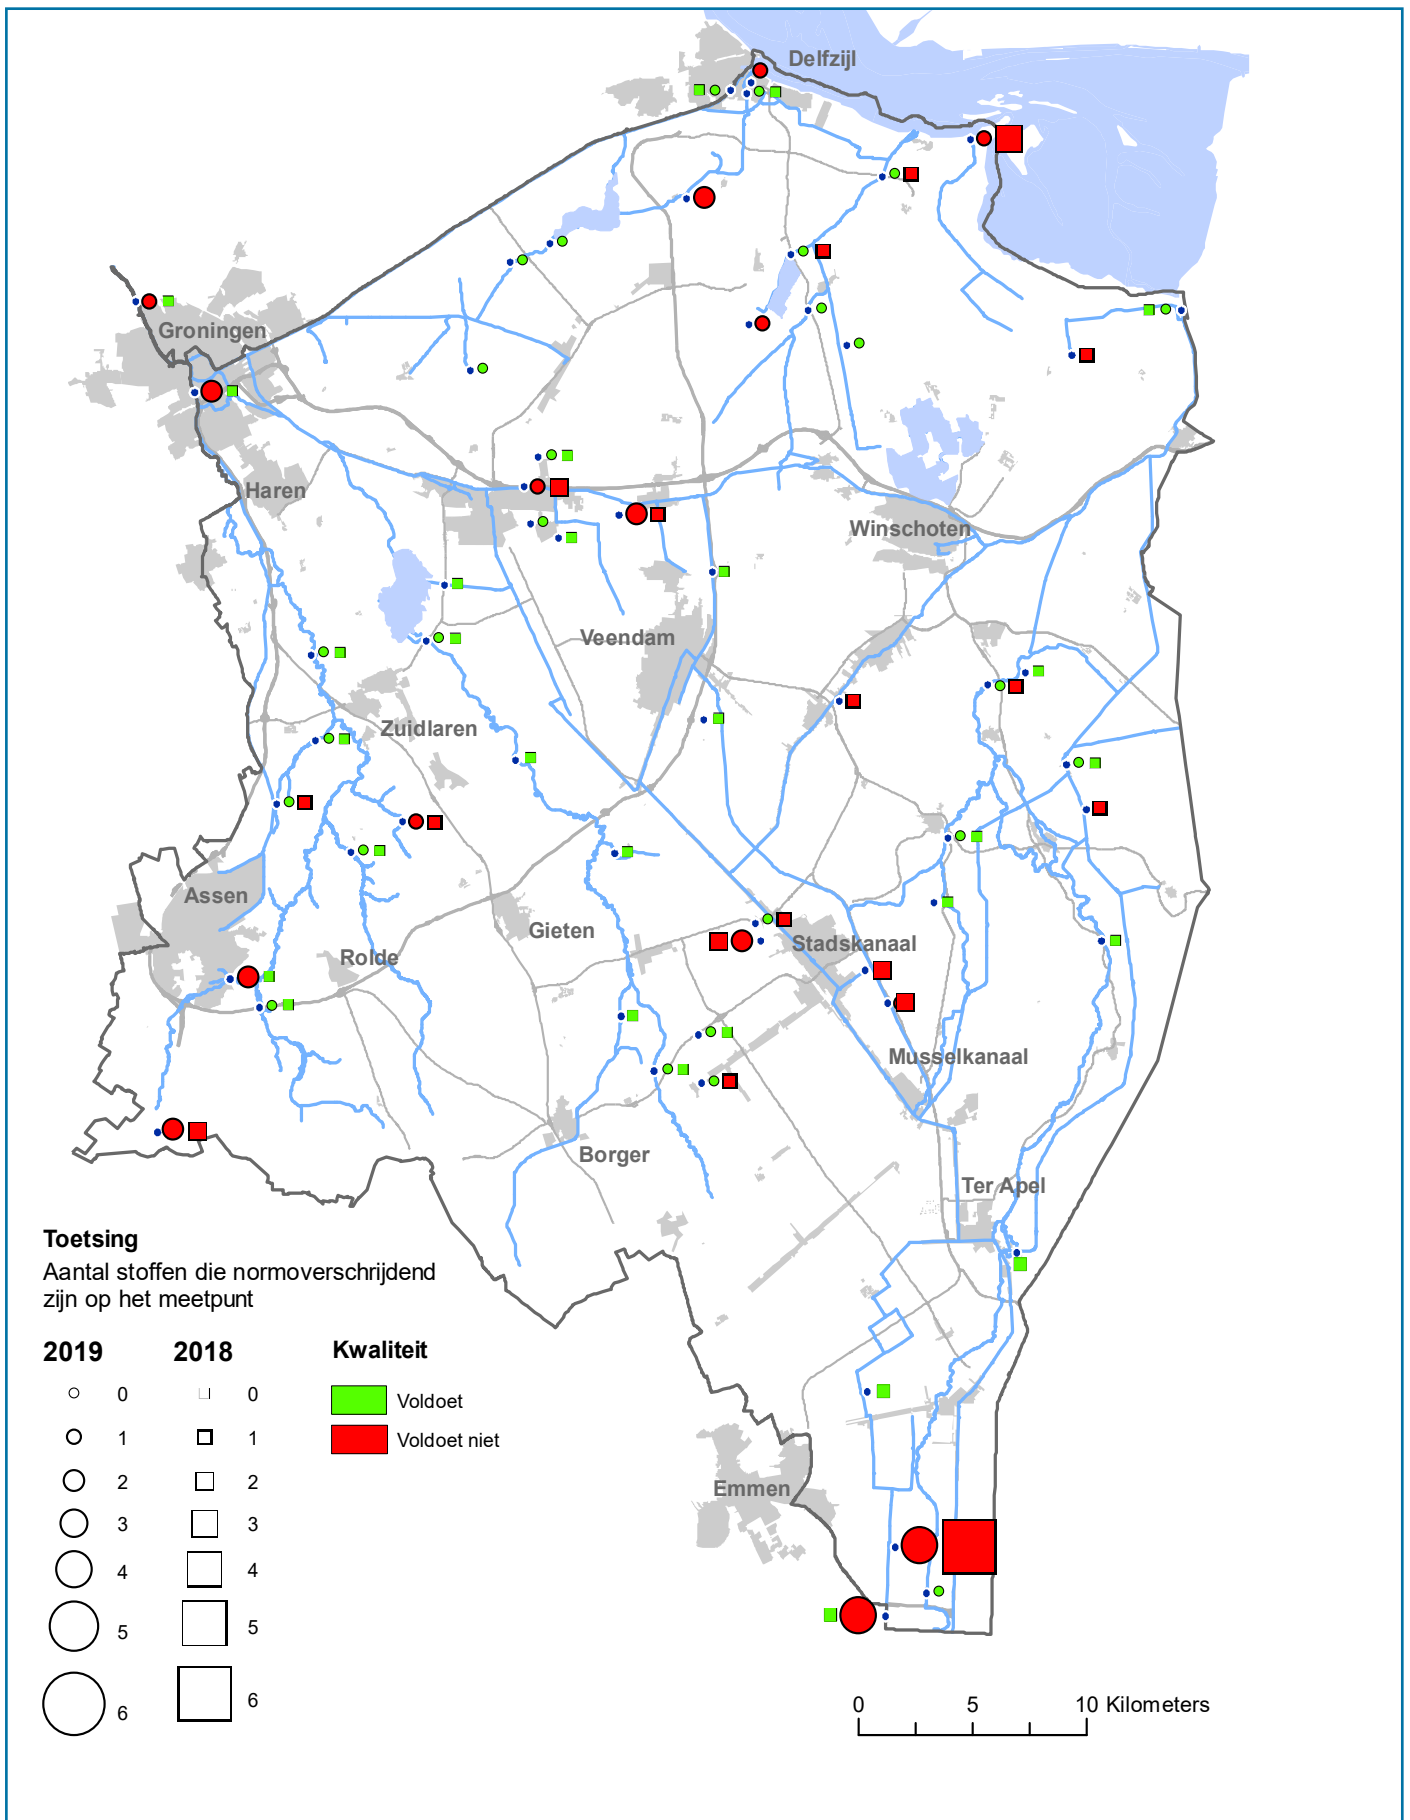 Delfzijl
Groningen
Haren
Winschoten
Veendam
Zuidlaren
Assen
Gieten
Stadskanaal
Rolde
Musselkanaal
Borger
Ter Apel
Emmen
Toetsing
Aantal stoffen die normoverschrijdend
zijn op het meetpunt
2019 2018 Kwaliteit
0 0 Voldoet
1 1 Voldoet niet
2 2
3 3
4 4
5 5
6 6
0 5 10 Kilometers